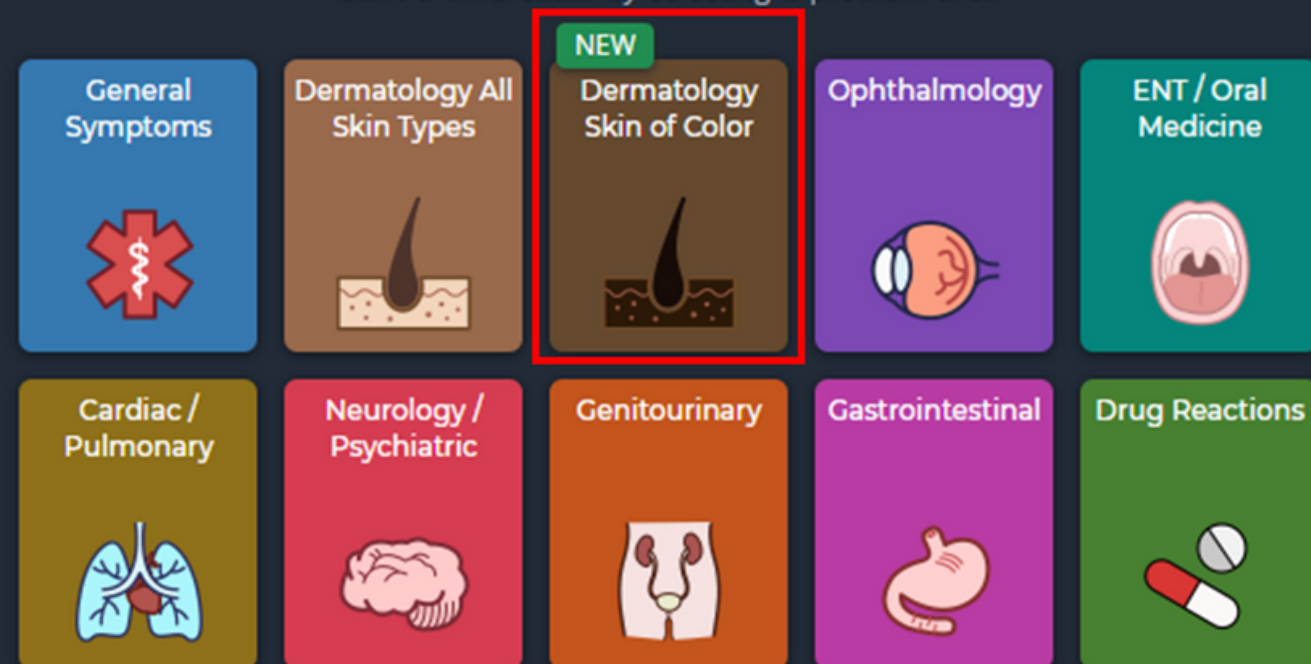 NEW
General
Symptoms
Dermatology All
Skin Types
Dermatology
Skin of Color
Ophthalmology
ENT / Oral
Medicine
Cardiac /
Pulmonary
Neurology /
Psychiatric
Genitourinary
Gastrointestinal
Drug Reactions